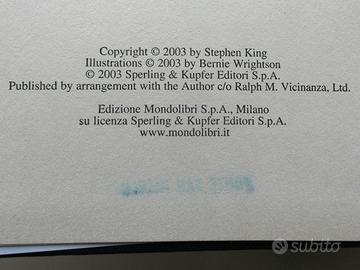 Copyright © 2003 by Stephen King
Illustrations © 2003 by Bernie Wrightson
© 2003 Sperling & Kupfer Editori S.p.A.
Published by arrangement with the Author c/o Ralph M. Vicinanza, Ltd.
Edizione Mondolibri S.p.A., Milano
su licenza Sperling & Kupfer Editori S.p.A.
www.mondolibri.it
subito